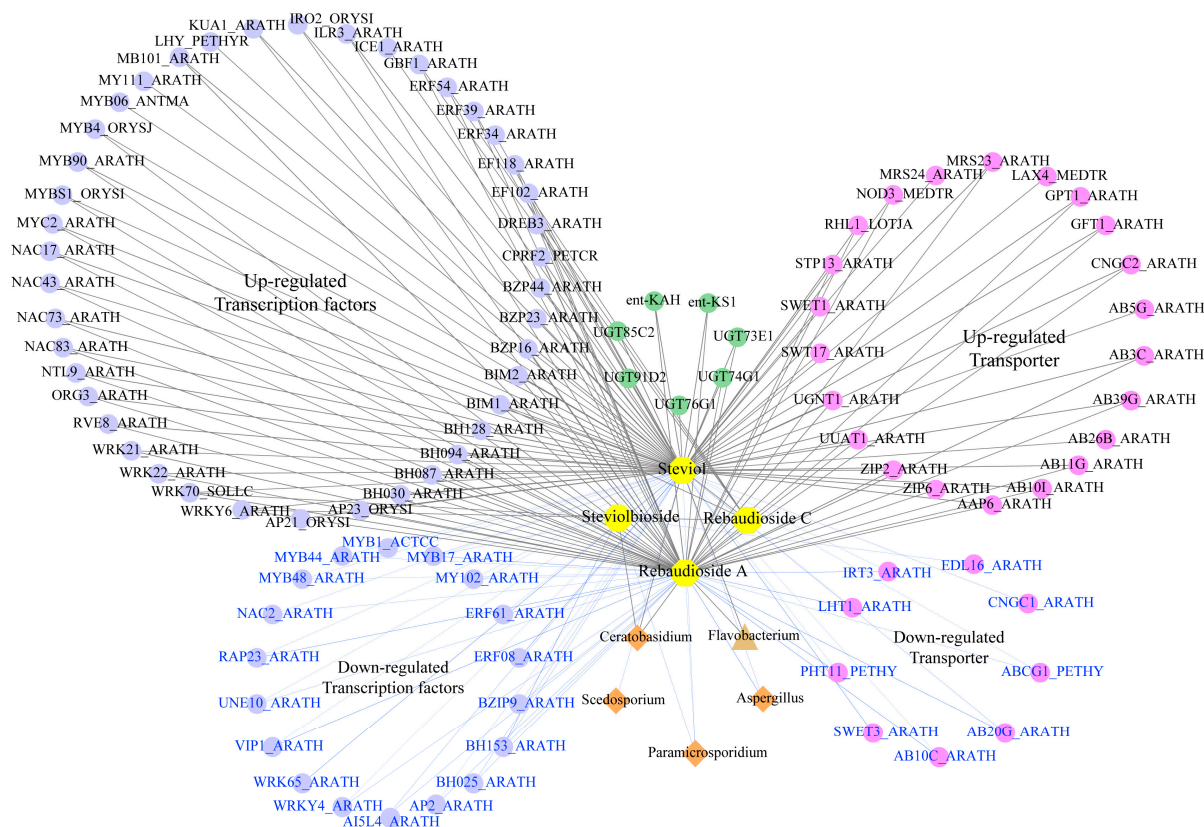 IRO2_ORYSI
KUA1_ARATH
ILR3_ARATH
LHY_PETHYR
ICE1_ARATH
MB101_ARATH
GBF1_ARATH
MY111_ARATH
ERF54_ARATH
MYB06_ANTMA
ERF39_ARATH
MYB4_ORYSJ
ERF34_ARATH
MYB90_ARATH
EF118_ARATH
MYBS1_ORYSI
EF102_ARATH
MYC2_ARATH
DREB3_ARATH
NAC17_ARATH
CPRF2_PETCR
NAC43_ARATH
BZP44_ARATH
NAC73_ARATH
BZP23_ARATH
NAC83_ARATH
BZP16_ARATH
NTL9_ARATH
BIM2_ARATH
ORG3_ARATH
BIM1_ARATH
RVE8_ARATH
BH128_ARATH
WRK21_ARATH
BH094_ARATH
WRK22_ARATH
BH087_ARATH
WRK70_SOLLC
BH030_ARATH
WRKY6_ARATH
AP23_ORYSI
AP21_ORYSI
Up-regulated
Transcription factors
ent-KAH
ent-KS1
UGT85C2
UGT73E1
UGT91D2
UGT74G1
UGT76G1
MRS23_ARATH
MRS24_ARATH
LAX4_MEDTR
NOD3_MEDTR
GPT1_ARATH
RHL1_LOTJA
GFT1_ARATH
STP13_ARATH
CNGC2_ARATH
SWET1_ARATH
AB5G_ARATH
SWT17_ARATH
AB3C_ARATH
UGNT1_ARATH
AB39G_ARATH
UUAT1_ARATH
AB26B_ARATH
ZIP2_ARATH
AB11G_ARATH
ZIP6_ARATH
AB10I_ARATH
AAP6_ARATH
Up-regulated
Transporter
Steviol
Steviolbioside
Rebaudioside C
Rebaudioside A
MYB1_ACTCC
MYB44_ARATH
MYB17_ARATH
MYB48_ARATH
MY102_ARATH
NAC2_ARATH
ERF61_ARATH
RAP23_ARATH
ERF08_ARATH
UNE10_ARATH
BZIP9_ARATH
VIP1_ARATH
BH153_ARATH
WRK65_ARATH
BH025_ARATH
WRKY4_ARATH
AP2_ARATH
AI5L4_ARATH
Down-regulated
Transcription factors
Ceratobasidium
Flavobacterium
Scedosporium
Aspergillus
Paramicrosporidium
IRT3_ARATH
EDL16_ARATH
LHT1_ARATH
CNGC1_ARATH
Down-regulated
Transporter
PHT11_PETHY
ABCG1_PETHY
SWET3_ARATH
AB20G_ARATH
AB10C_ARATH